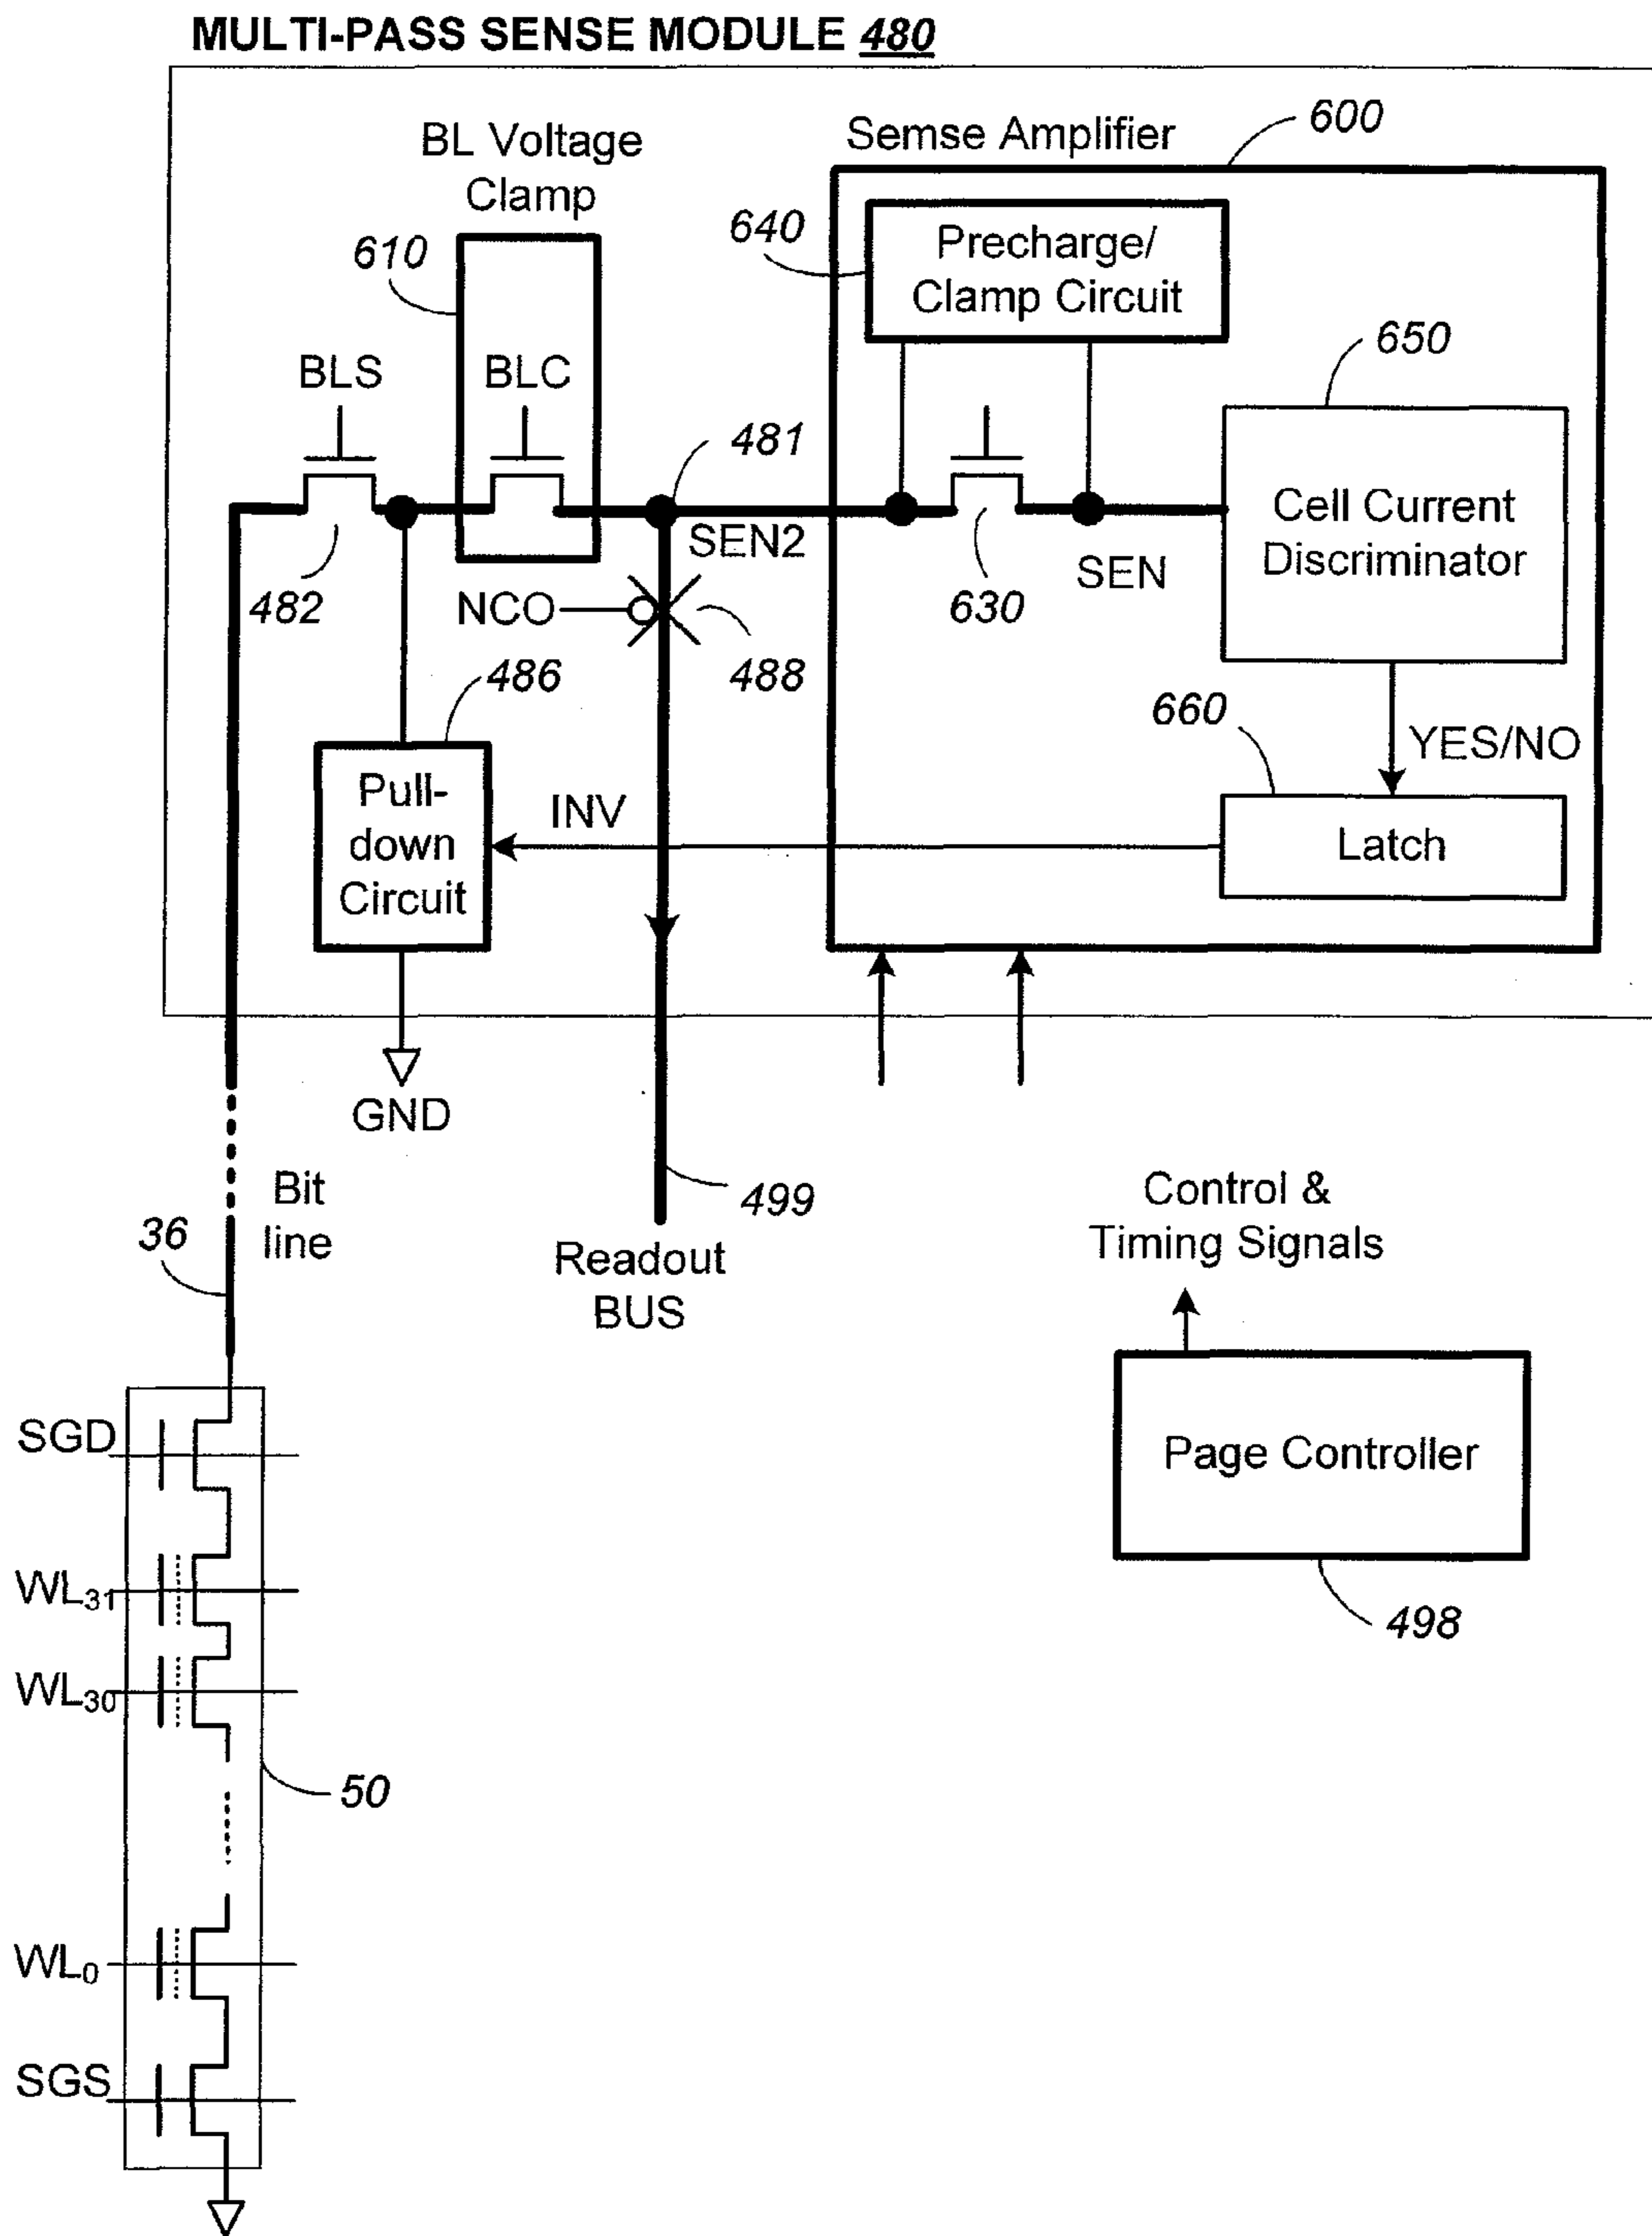 MULTI-PASS SENSE MODULE 480
BL Voltage
Clamp
Semse Amplifier
600
610
640
Precharge/
Clamp Circuit
650
BLS
BLC
481
SEN2
Cell Current
Discriminator
482
NCO
488
630
SEN
486
660
YES/NO
Pull-
down
Circuit
INV
Latch
GND
36
Bit
line
499
Readout
BUS
Control &
Timing Signals
Page Controller
498
SGD
WL31
WL30
50
WL0
SGS